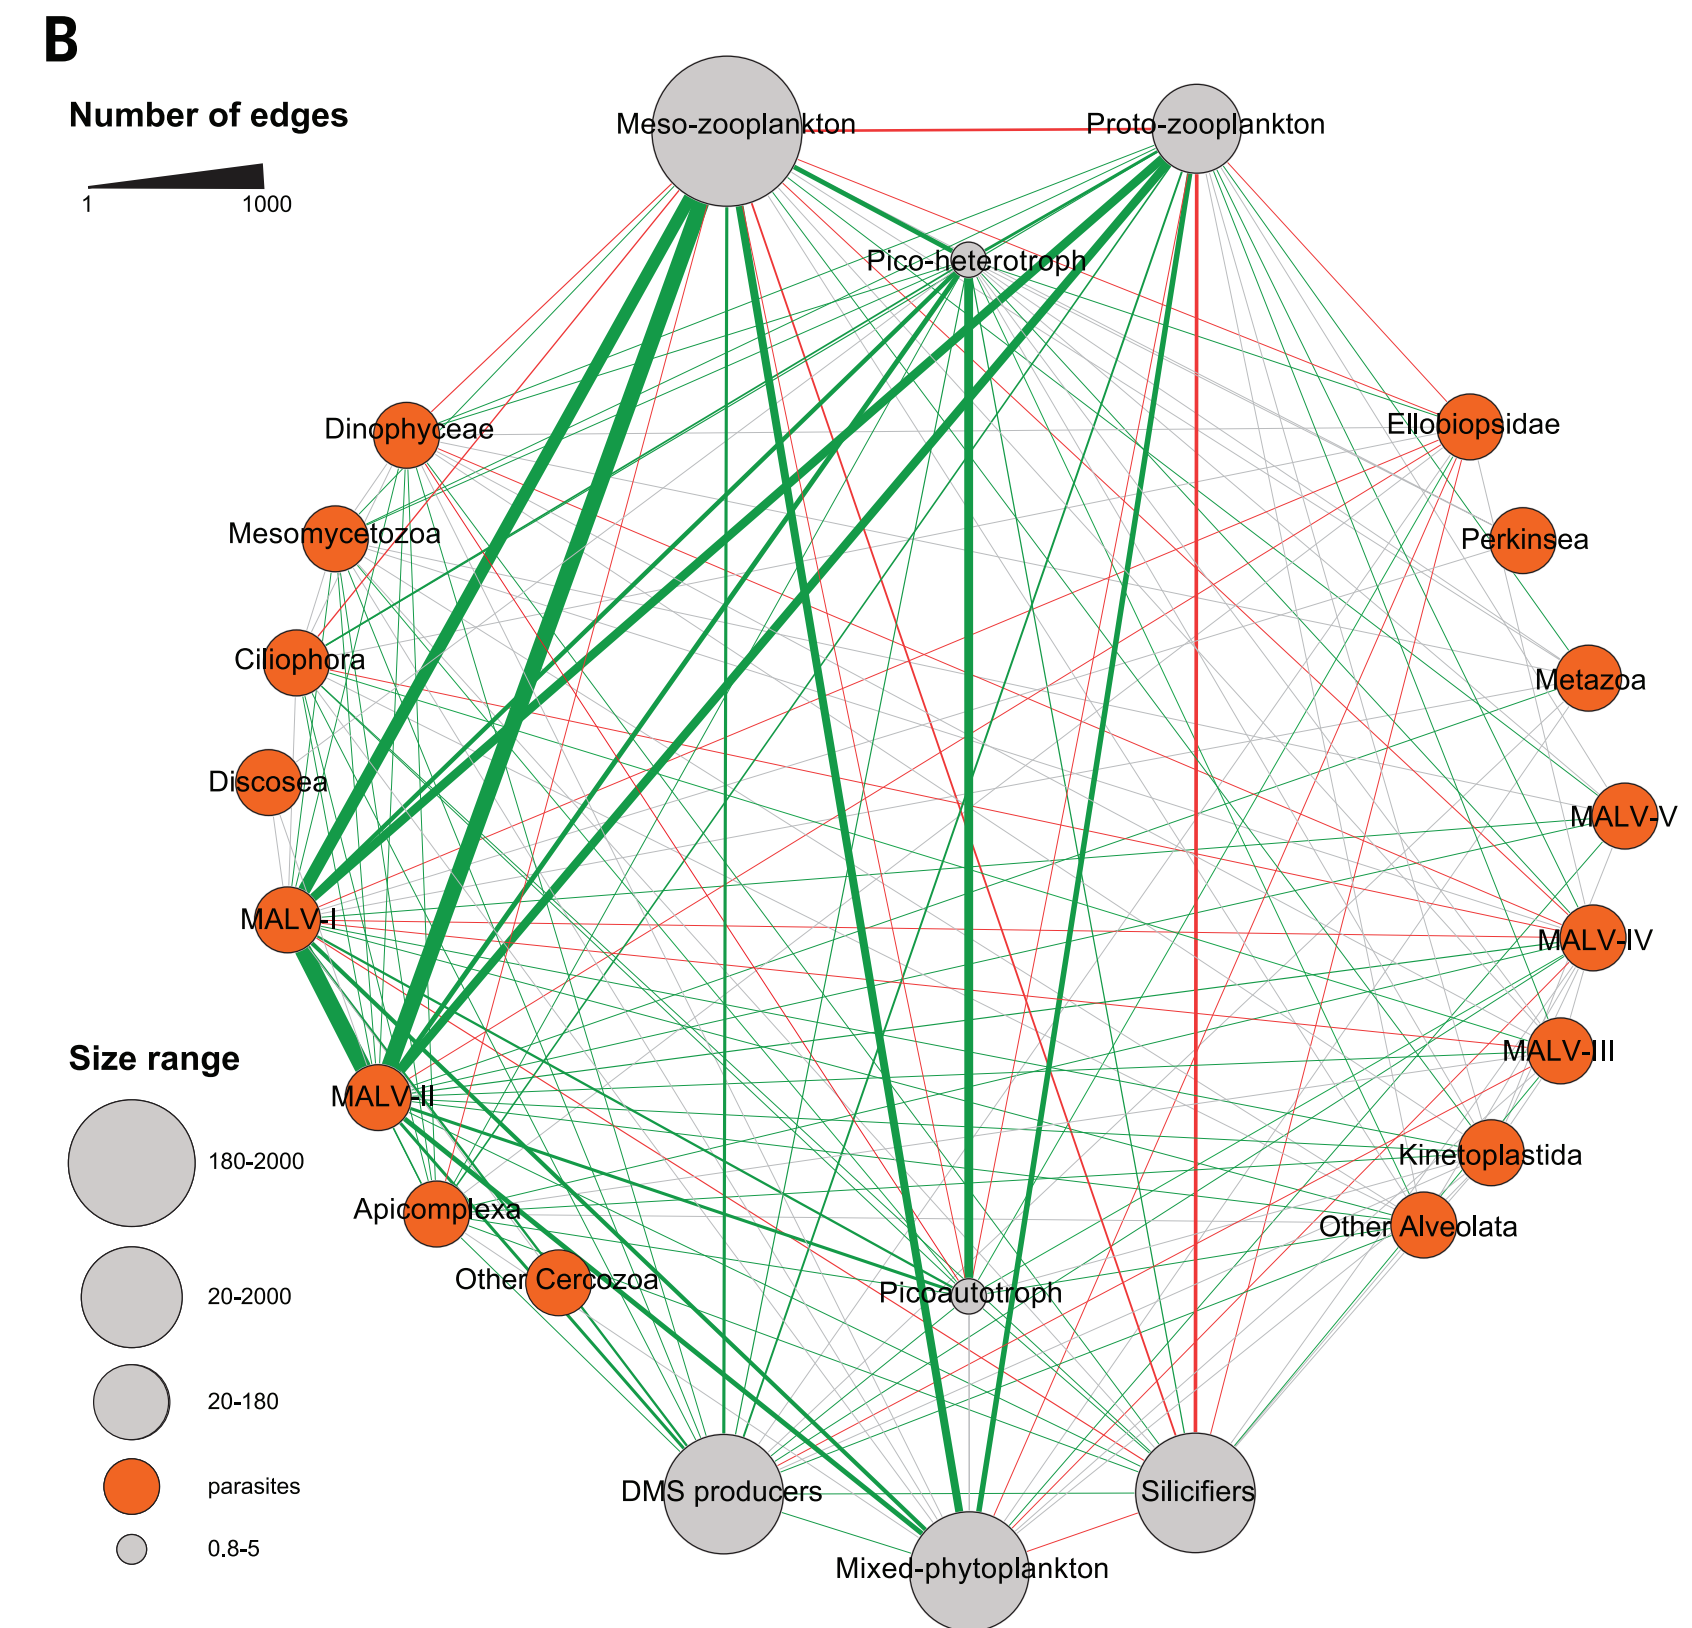 B
Number of edges
1 1000
Meso-zooplankton
Proto-zooplankton
Pico-heterotroph
Dinophyceae
Ellobiopsidae
Mesomycetozoa
Perkinsea
Ciliophora
Metazoa
Discosea
MALV-V
MALV-I
MALV-IV
Size range
MALV-III
MALV-II
180-2000
Kinetoplastida
Apicomplexa
Other Alveolata
Other Cercozoa
Picoautotroph
20-2000
20-180
parasites
DMS producers
Silicifiers
0.8-5
Mixed-phytoplankton